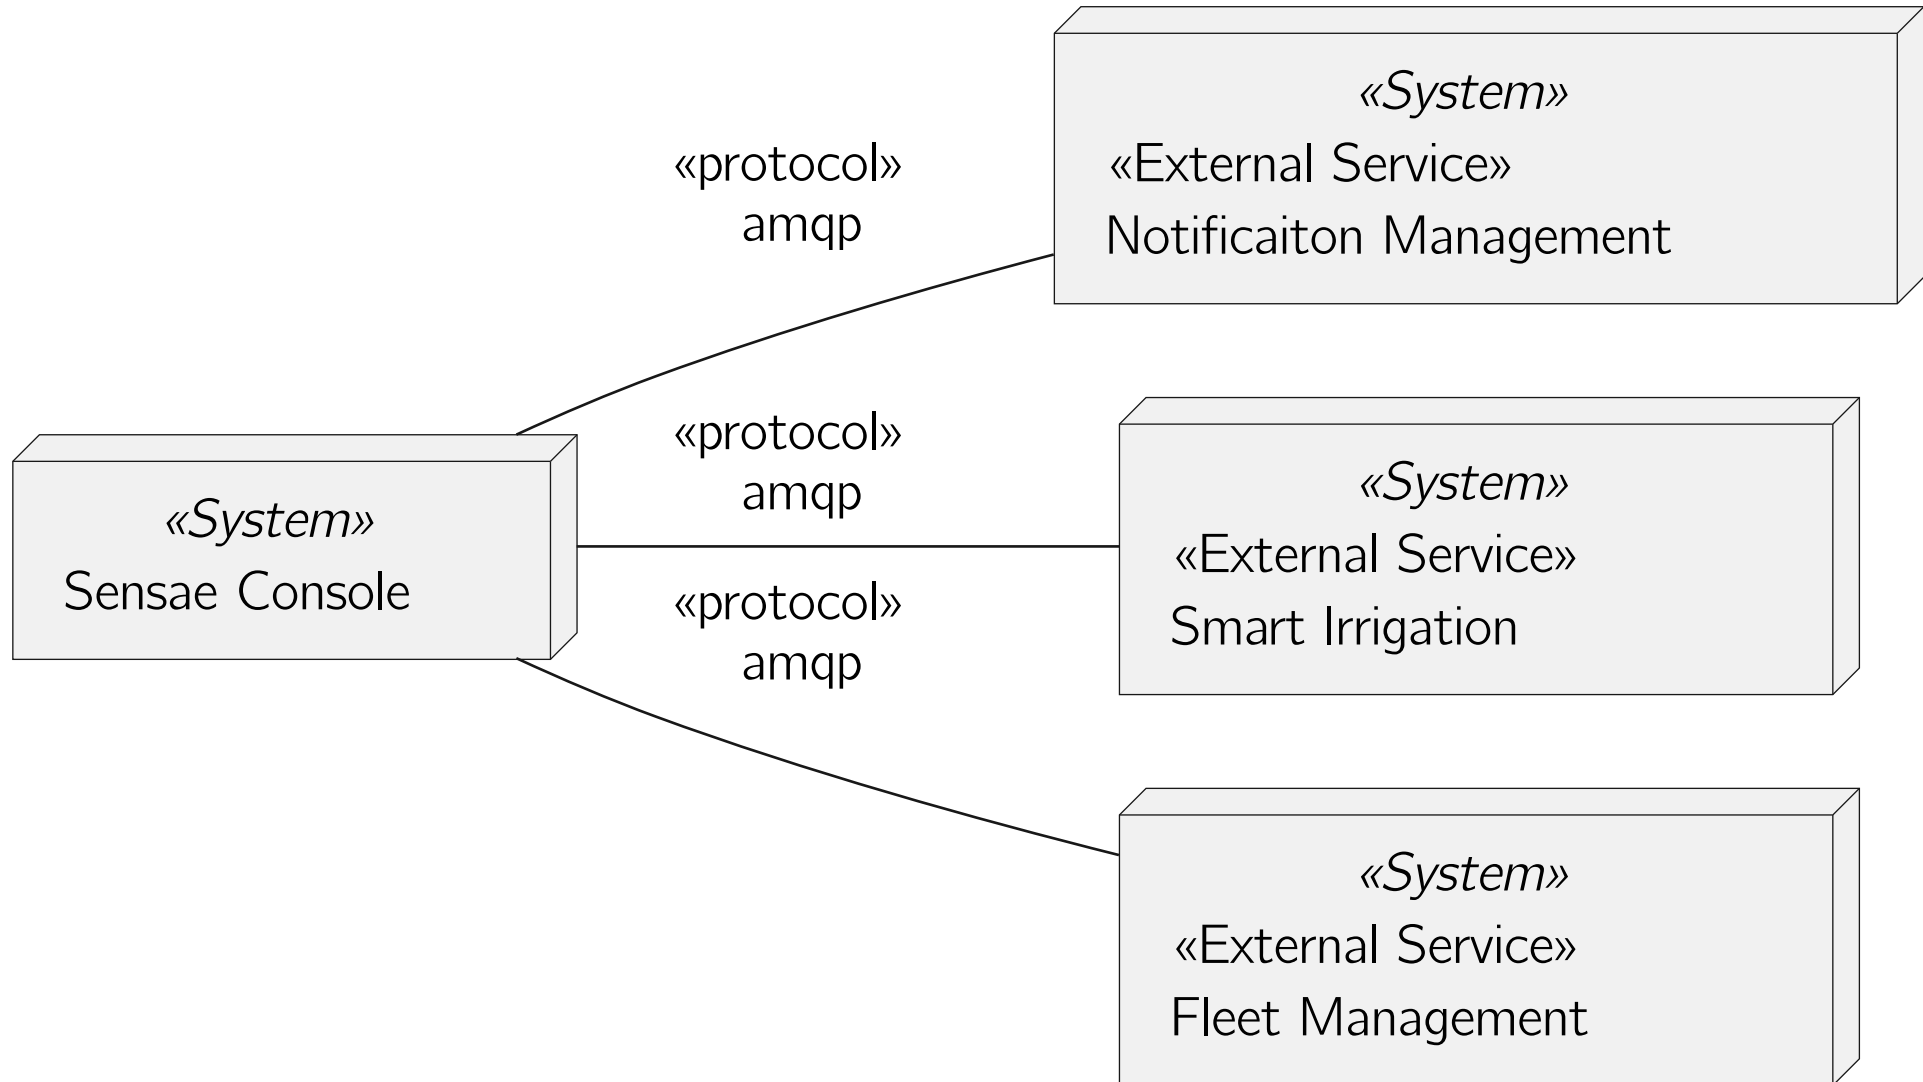 «System»
«External Service»
Notificaiton Management
«protocol»
amqp
«protocol»
amqp
«System»
«External Service»
Smart Irrigation
«System»
Sensae Console
«protocol»
amqp
«System»
«External Service»
Fleet Management